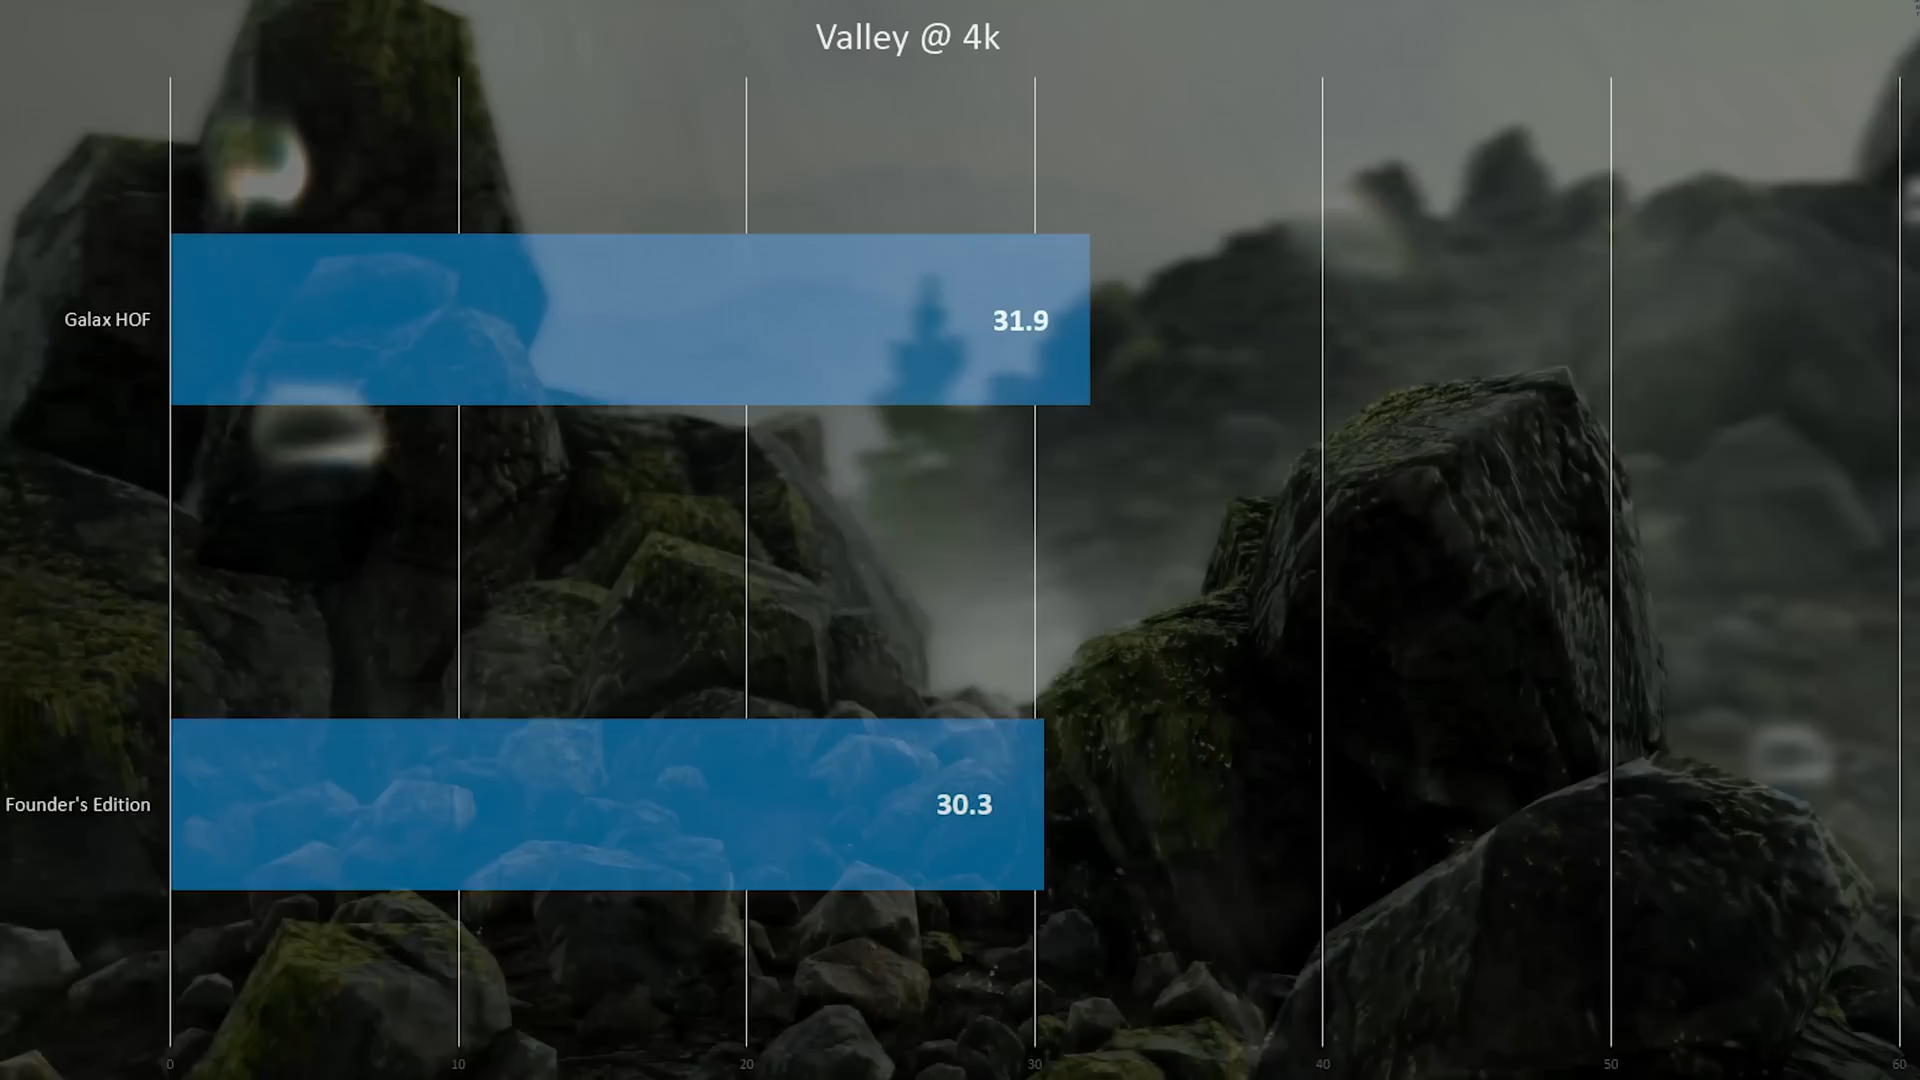 Valley @ 4k
Galax HOF
31.9
Founder's Edition
30.3
0 10 20 30 40 50 60